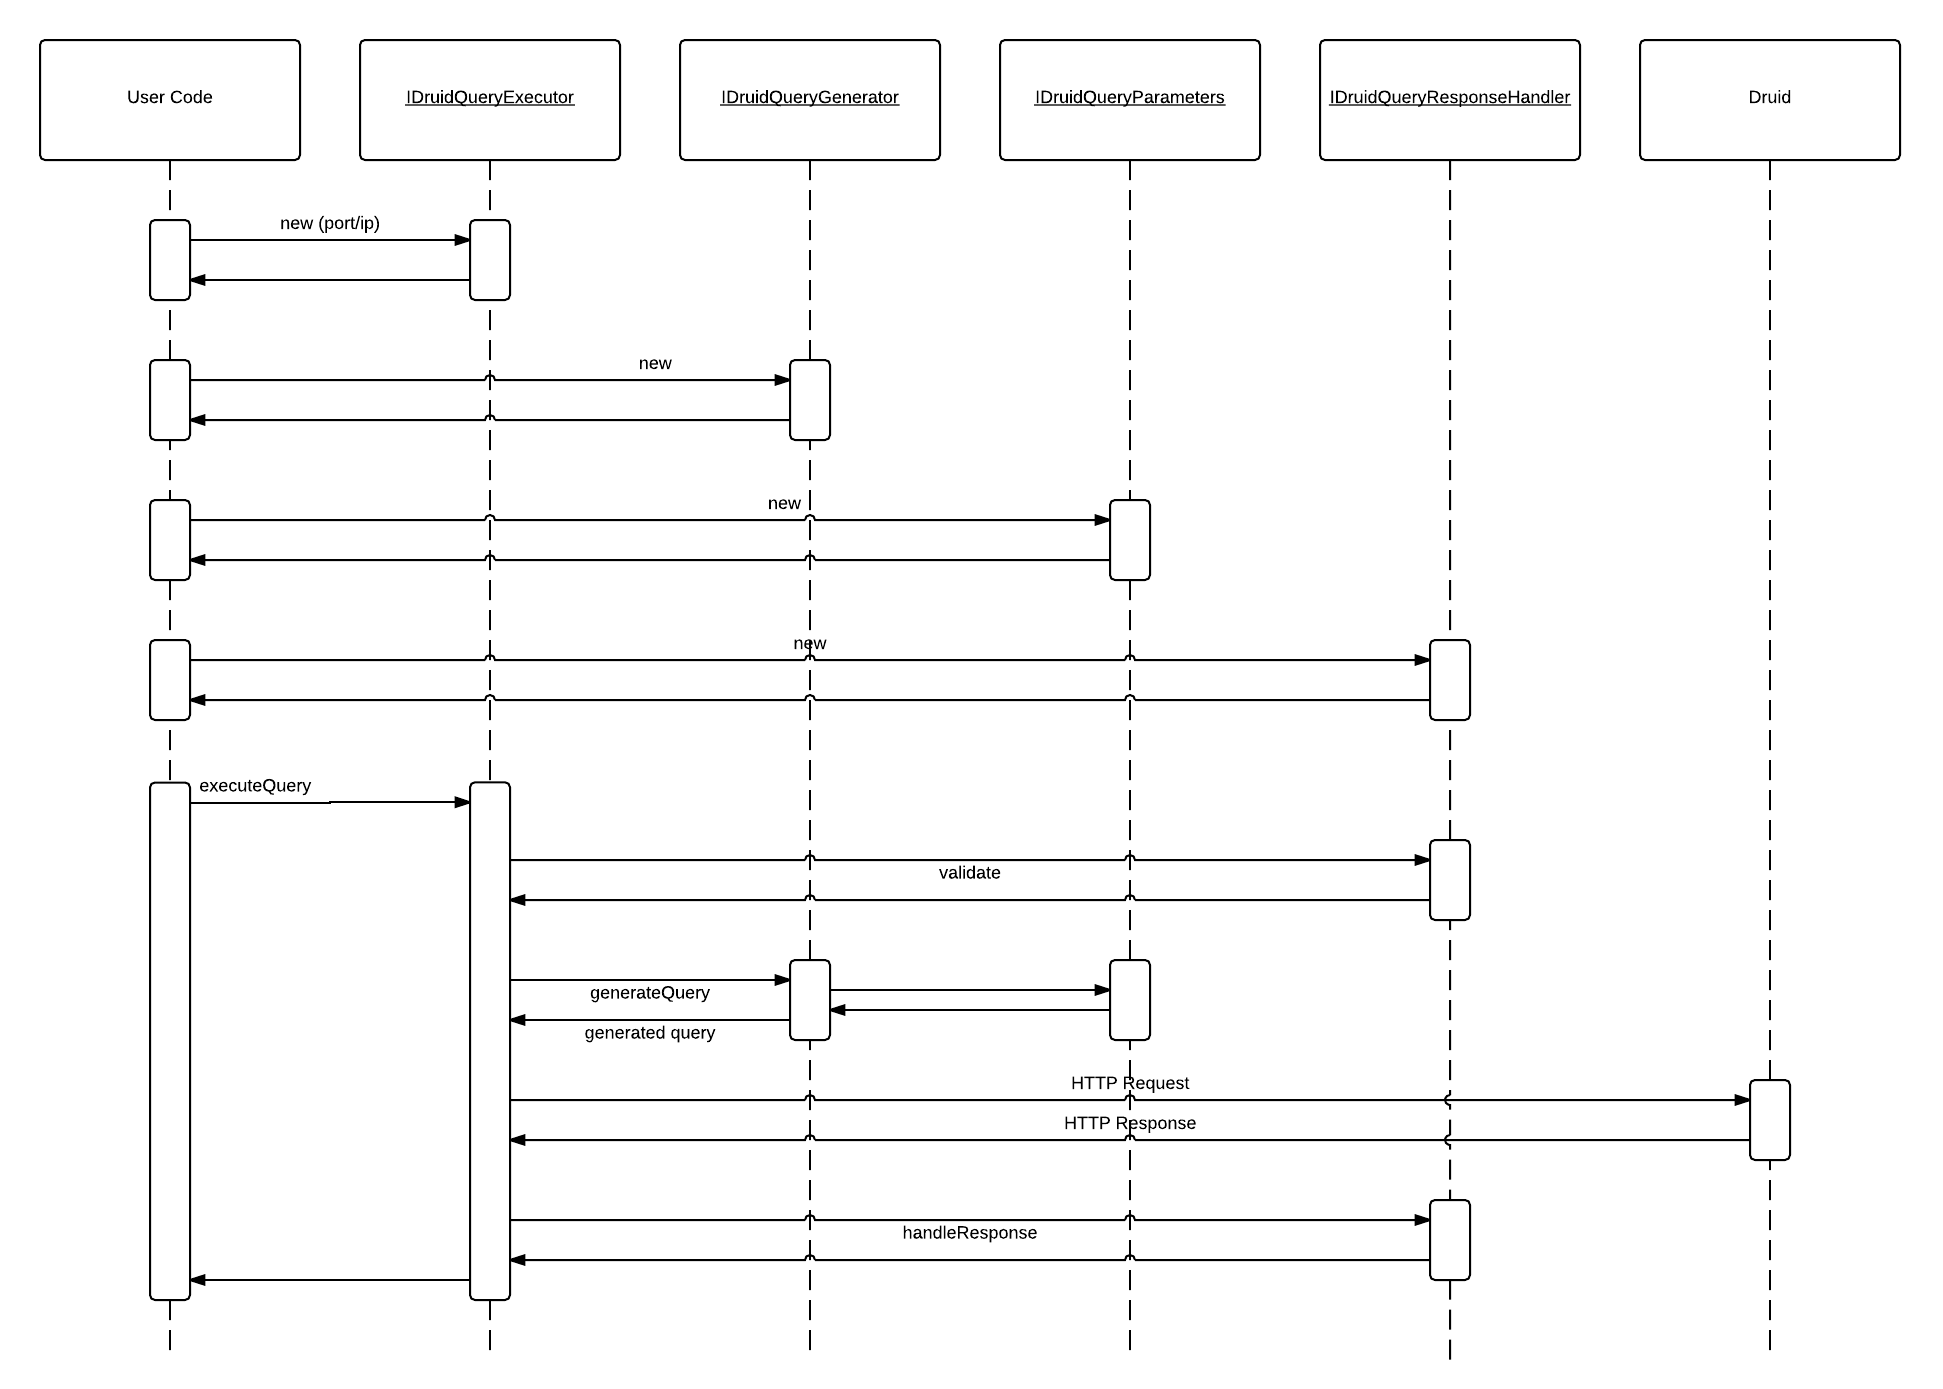 User Code
IDruidQueryExecutor
IDruidQueryGenerator
IDruidQueryParameters
IDruidQueryResponseHandler
Druid
new (port/ip)
new
new
new
executeQuery
validate
generateQuery
generated query
HTTP Request
HTTP Response
handleResponse